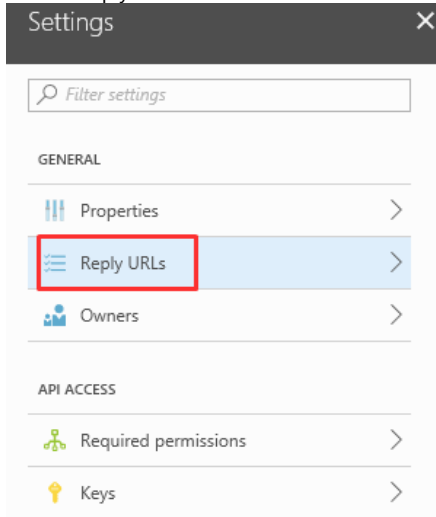 Settings
Filter settings
GENERAL
Properties
Reply URLs
Owners
API ACCESS
Required permissions
Keys